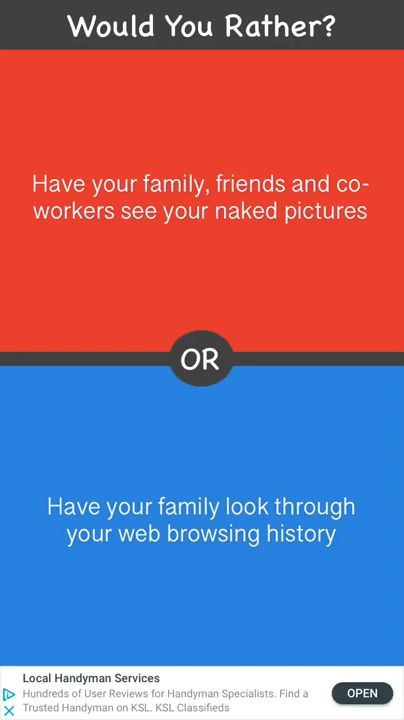 Would You Rather?
Have your family, friends and co-
workers see your naked pictures
OR
Have your family look through
your web browsing history
Local Handyman Services
Hundreds of User Reviews for Handyman Specialists. Find a
Trusted Handyman on KSL. KSL Classifieds
OPEN